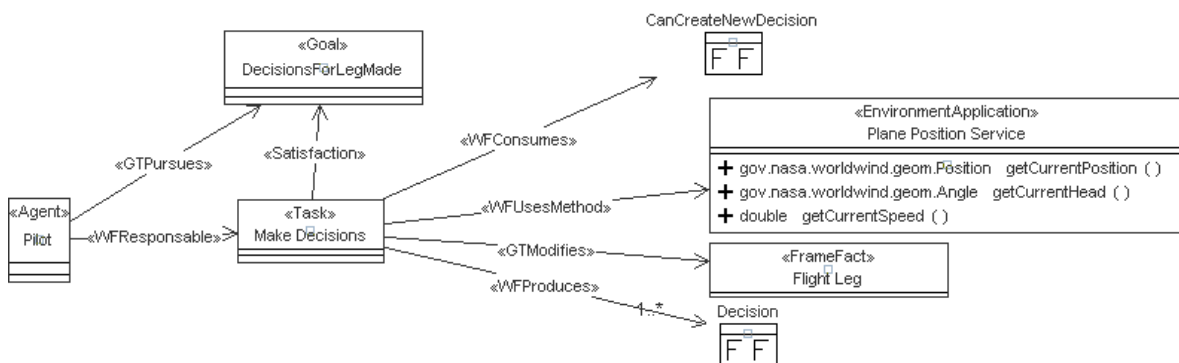 CanCreateNewDecision
F F
«Goal»
DecisionsForLegMade
«WFConsumes»
«EnvironmentApplication»
Plane Position Service
«GTPursues»
«Satisfaction»
+ gov.nasa.worldwind.geom.Position getCurrentPosition ( )
+ gov.nasa.worldwind.geom.Angle getCurrentHead ( )
+ double getCurrentSpeed ( )
«WFUsesMethod»
«Agent»
Pilot
«WFResponsable»
«Task»
Make Decisions
«GTModifies»
«FrameFact»
Flight Leg
«WFProduces»
1..*
Decision
F F